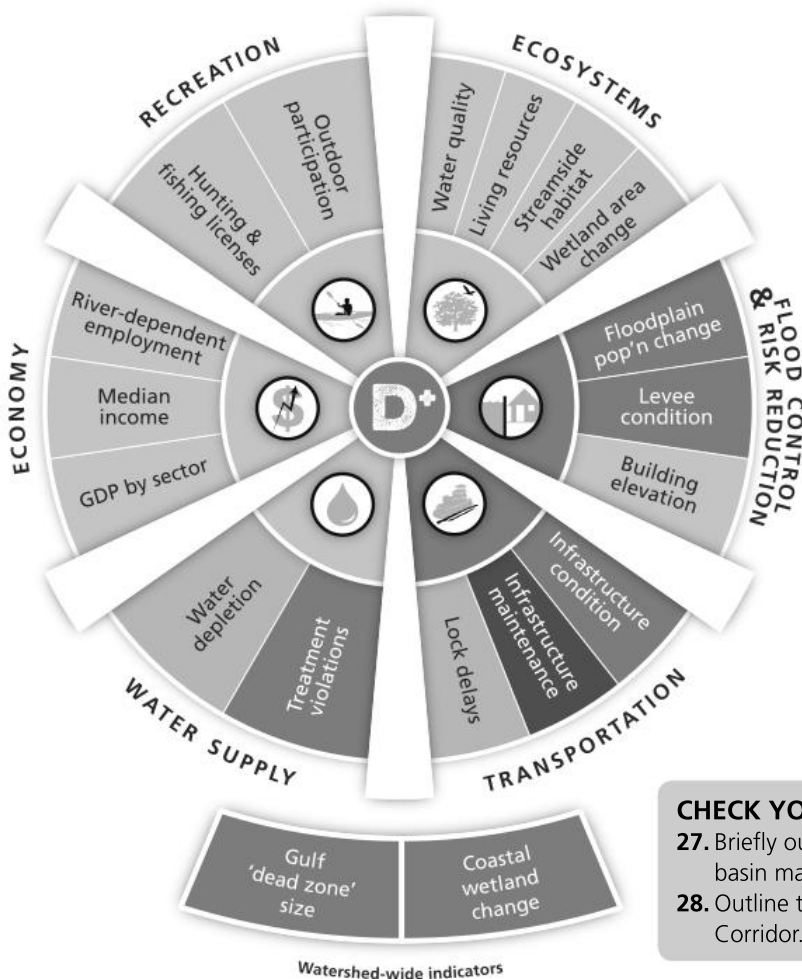 RECREATION
Hunting &
fishing licenses
Outdoor
participation
ECOSYSTEMS
Water quality
Living resources
Streamside
habitat
Wetland area
change
FLOOD CONTROL
& RISK REDUCTION
Floodplain
pop'n change
Levee
condition
Building
elevation
TRANSPORTATION
Infrastructure
condition
Infrastructure
maintenance
Lock delays
WATER SUPPLY
Treatment
violations
Water
depletion
ECONOMY
River-dependent
employment
Median
income
GDP by sector
$
D+
Gulf
'dead zone'
size
Coastal
wetland
change
Watershed-wide indicators
CHECK YO
27. Briefly ou
basin ma
28. Outline t
Corridor.